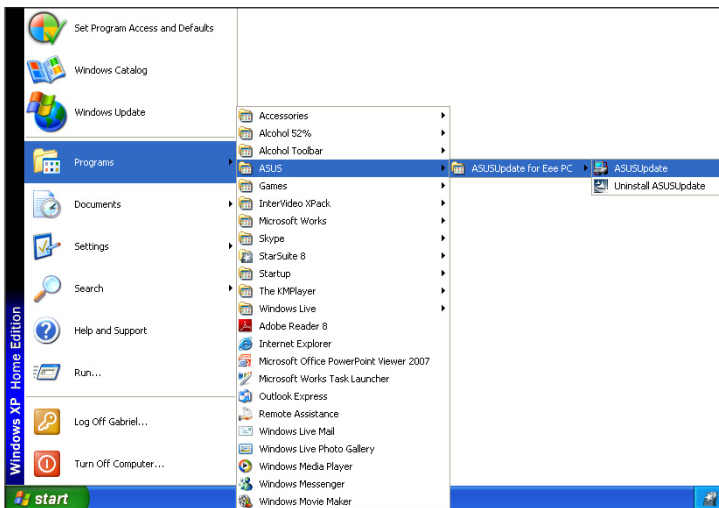 Set Program Access and Defaults
Windows Catalog
Windows Update
Programs
Documents
Settings
Search
Help and Support
Run...
Log Off Gabriel...
Turn Off Computer...
Windows XP Home Edition
start
Accessories
Alcohol 52%
Alcohol Toolbar
ASUS
Games
InterVideo XPack
Microsoft Works
Skype
StarSuite 8
Startup
The KMPlayer
Windows Live
Adobe Reader 8
Internet Explorer
Microsoft Office PowerPoint Viewer 2007
Microsoft Works Task Launcher
Outlook Express
Remote Assistance
Windows Live Mail
Windows Live Photo Gallery
Windows Media Player
Windows Messenger
Windows Movie Maker
ASUSUpdate for Eee PC
ASUSUpdate
Uninstall ASUSUpdate